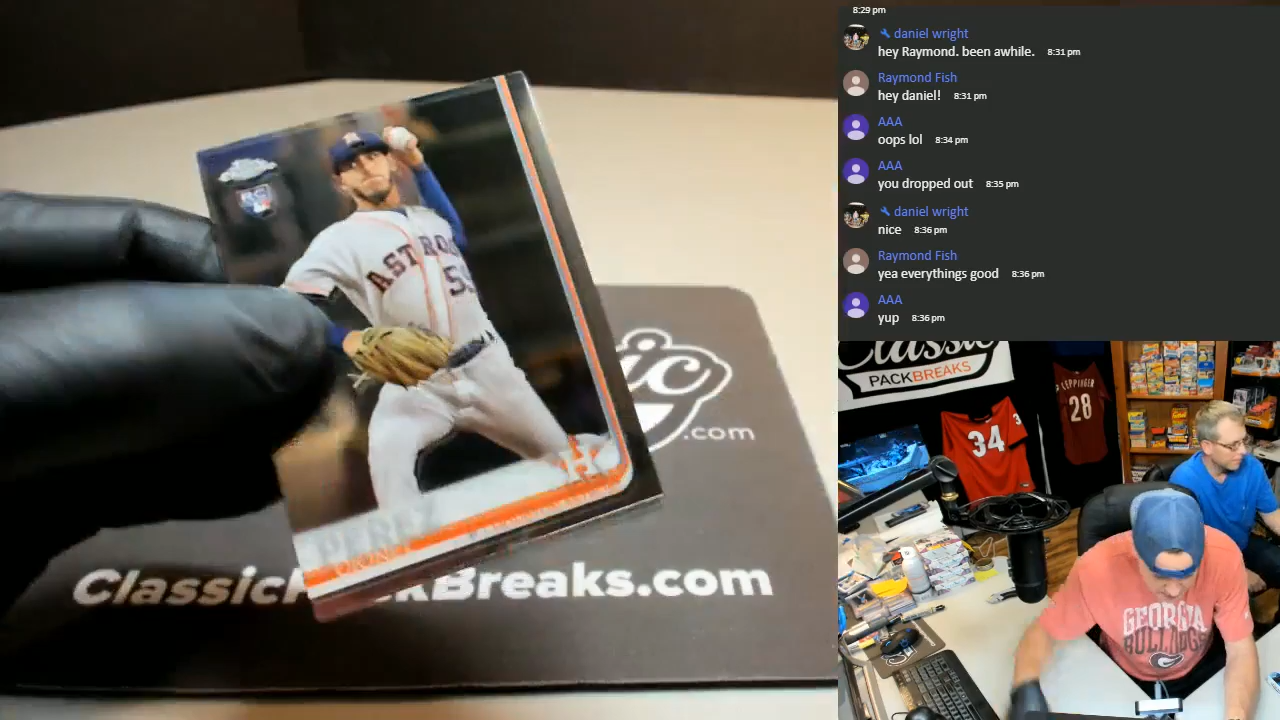 8:29 pm
daniel wright
hey Raymond. been awhile. 8:31 pm
Raymond Fish
hey daniel! 8:31 pm
AAA
oops lol 8:34 pm
AAA
you dropped out 8:35 pm
daniel wright
nice 8:36 pm
Raymond Fish
yea everythings good 8:36 pm
AAA
yup 8:36 pm
RC
ASTROS
PEREZ
H
.com
Classic
PACKBREAKS
LEPPINGER
28
34
GEORGIA
BULLDOGS
G